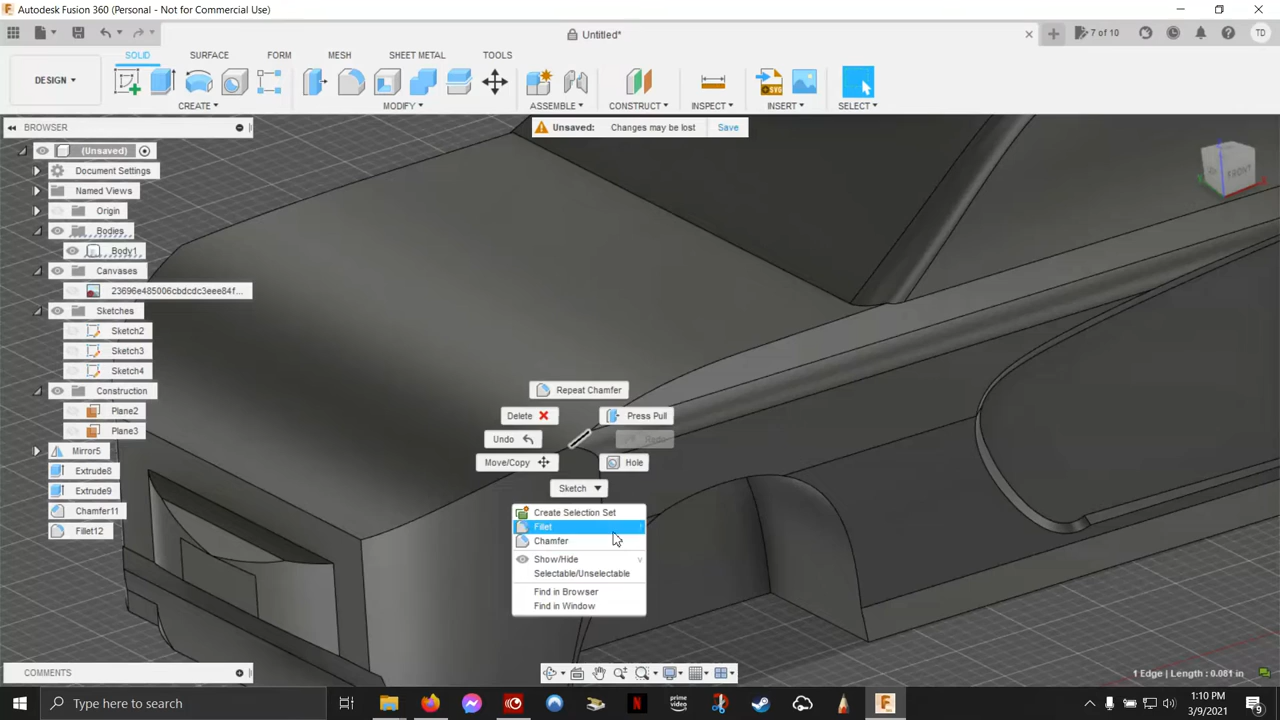 Autodesk Fusion 360 (Personal - Not for Commercial Use)
Untitled*
7 of 10
TD
SOLID SURFACE FORM MESH SHEET METAL TOOLS
DESIGN
CREATE MODIFY ASSEMBLE CONSTRUCT INSPECT INSERT SELECT
BROWSER
Unsaved: Changes may be lost Save
(Unsaved)
Document Settings
Named Views
Origin
Bodies
Body1
Canvases
23696e485006cbdcdc3eee84f...
Sketches
Sketch2
Sketch3
Sketch4
Construction
Plane2
Plane3
Mirror5
Extrude8
Extrude9
Chamfer11
Fillet12
FRONT
Repeat Chamfer
Delete
Press Pull
Undo
Redo
Move/Copy
Hole
Sketch
Create Selection Set
Fillet
Chamfer
Show/Hide v
Selectable/Unselectable
Find in Browser
Find in Window
COMMENTS
1 Edge | Length : 0.081 in
Type here to search
prime video
1:10 PM
3/9/2021